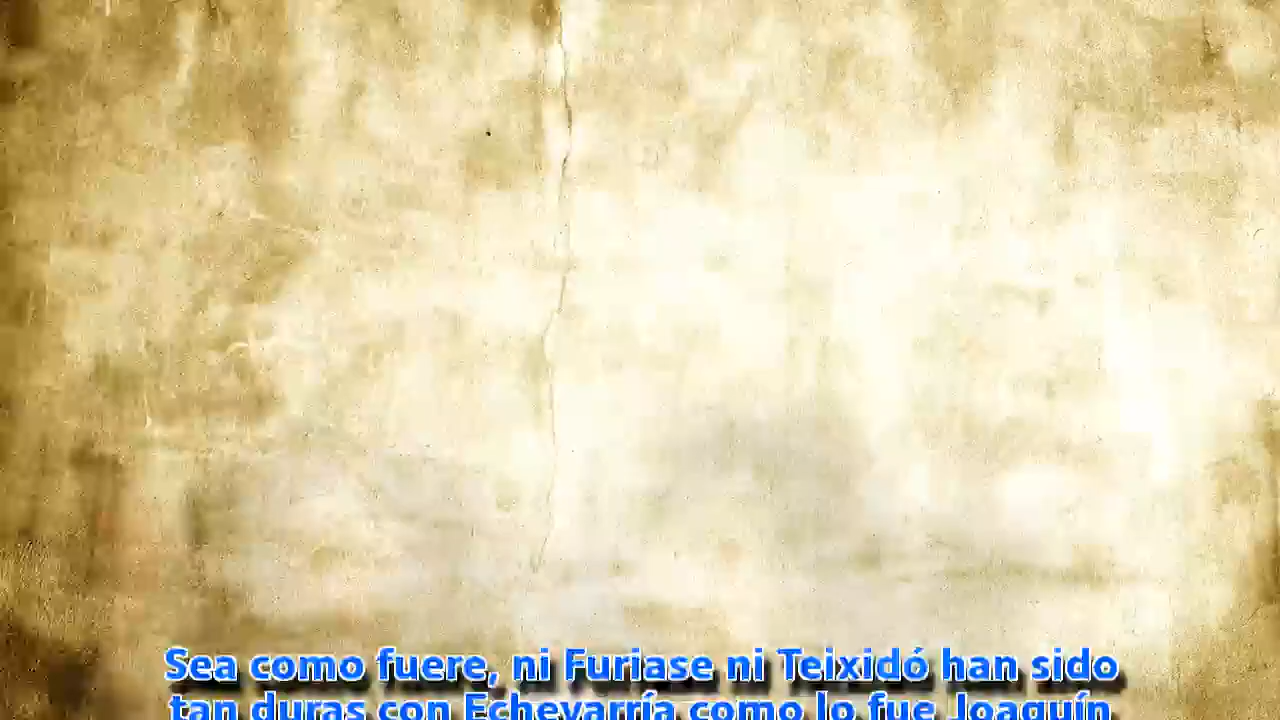 Sea como fuere, ni Furiase ni Teixidó han sido
tan duras con Echevarría como lo fue Joaquín